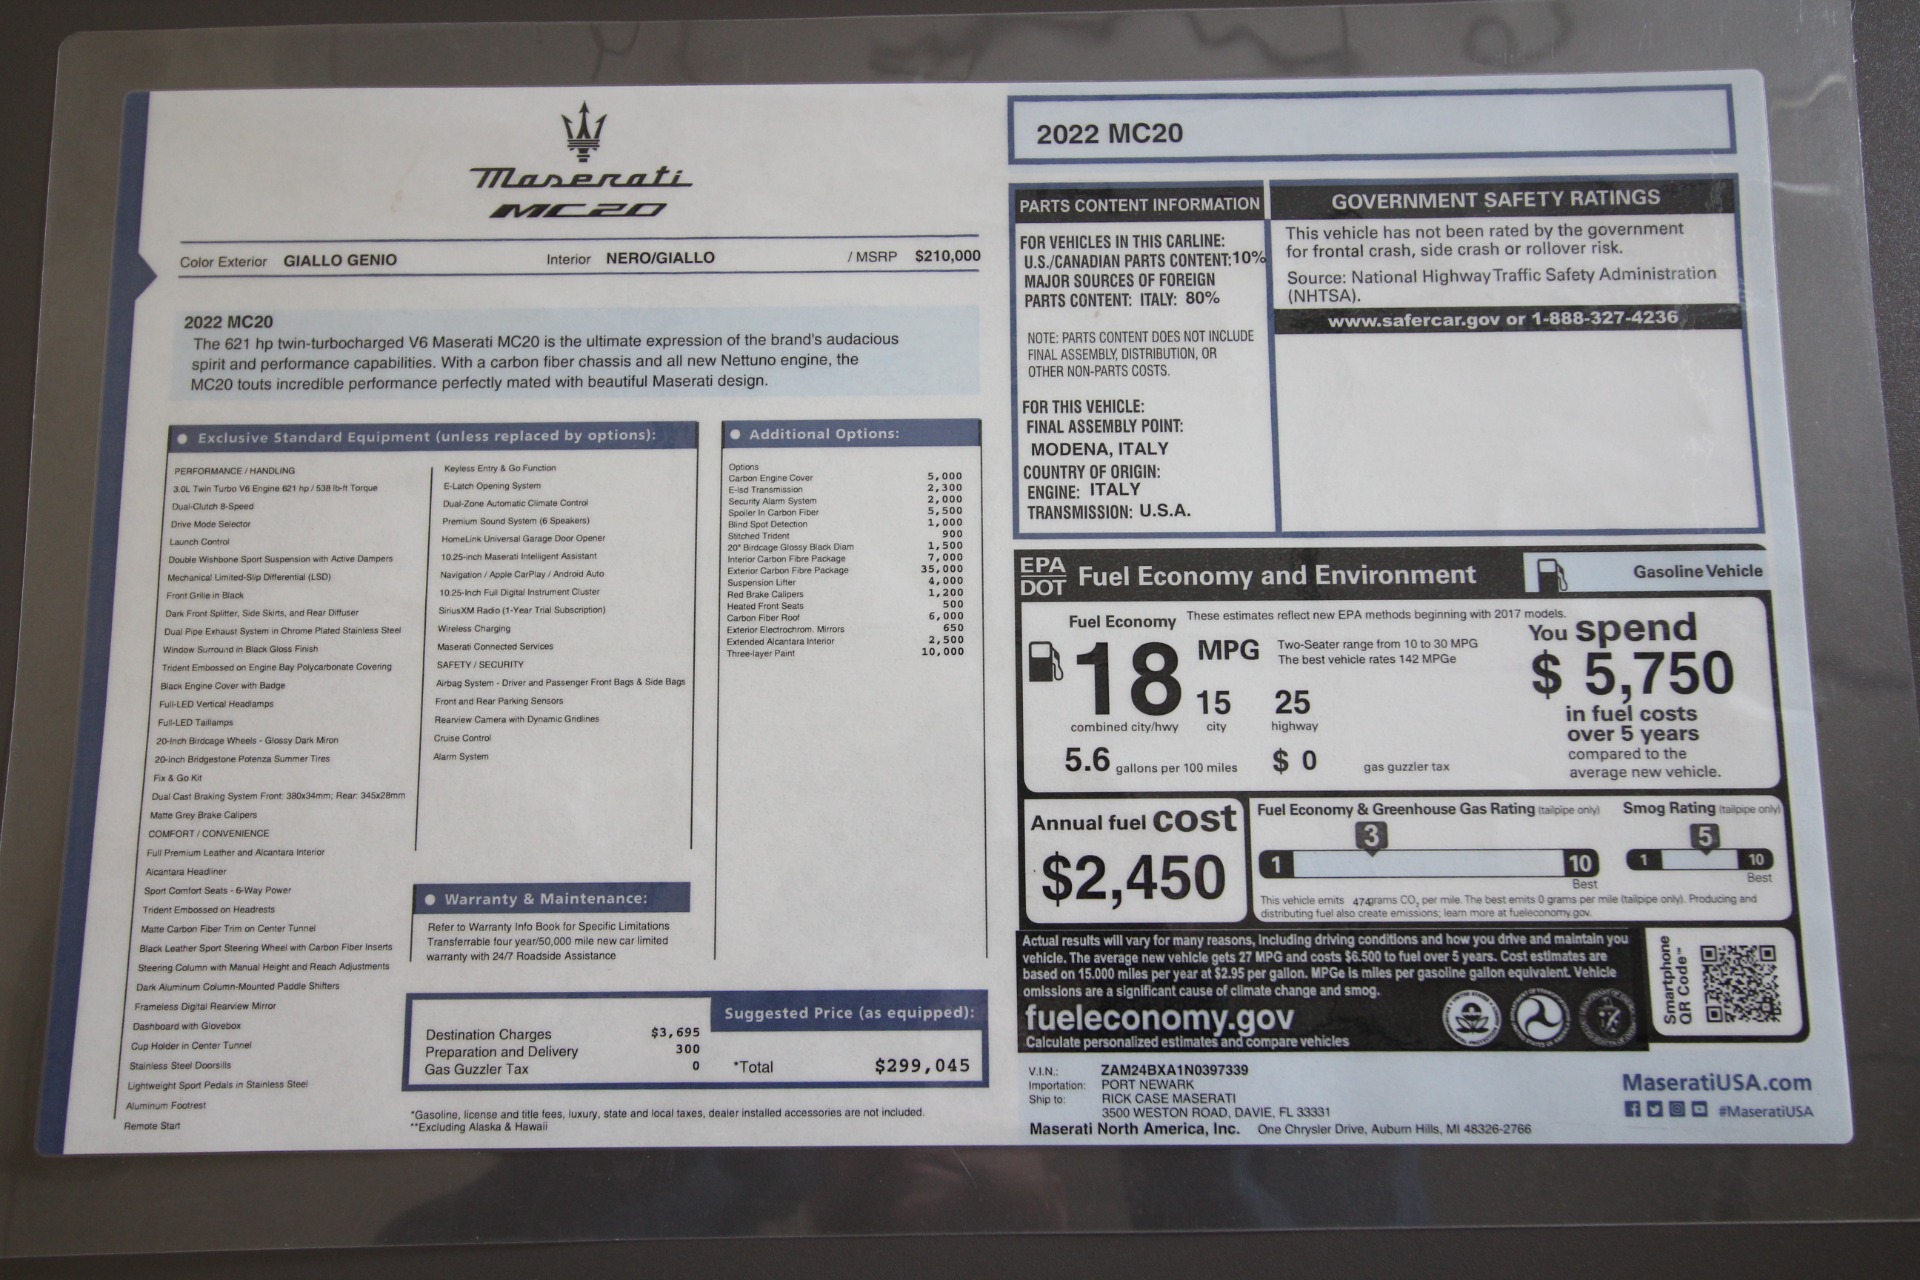 Maserati
MC20
Color Exterior GIALLO GENIO Interior NERO/GIALLO / MSRP $210,000
2022 MC20
The 621 hp twin-turbocharged V6 Maserati MC20 is the ultimate expression of the brand's audacious
spirit and performance capabilities. With a carbon fiber chassis and all new Nettuno engine, the
MC20 touts incredible performance perfectly mated with beautiful Maserati design.
Exclusive Standard Equipment (unless replaced by options):
PERFORMANCE / HANDLING
3.0L Twin Turbo V6 Engine 621 hp / 538 lb-ft Torque
Dual-Clutch 8-Speed
Drive Mode Selector
Launch Control
Double Wishbone Sport Suspension with Active Dampers
Mechanical Limited-Slip Differential (LSD)
Front Grille in Black
Dark Front Splitter, Side Skirts, and Rear Diffuser
Dual Pipe Exhaust System in Chrome Plated Stainless Steel
Window Surround in Black Gloss Finish
Trident Embossed on Engine Bay Polycarbonate Covering
Black Engine Cover with Badge
Full-LED Vertical Headlamps
Full-LED Taillamps
20-Inch Birdcage Wheels - Glossy Dark Miron
20-Inch Bridgestone Potenza Summer Tires
Fix & Go Kit
Dual Cast Braking System Front: 380x34mm; Rear: 345x28mm
Matte Grey Brake Calipers
COMFORT / CONVENIENCE
Full Premium Leather and Alcantara Interior
Alcantara Headliner
Sport Comfort Seats - 6-Way Power
Trident Embossed on Headrests
Matte Carbon Fiber Trim on Center Tunnel
Black Leather Sport Steering Wheel with Carbon Fiber Inserts
Steering Column with Manual Height and Reach Adjustments
Dark Aluminum Column-Mounted Paddle Shifters
Frameless Digital Rearview Mirror
Dashboard with Glovebox
Cup Holder in Center Tunnel
Stainless Steel Doorsills
Lightweight Sport Pedals in Stainless Steel
Aluminum Footrest
Remote Start
Keyless Entry & Go Function
E-Latch Opening System
Dual-Zone Automatic Climate Control
Premium Sound System (6 Speakers)
HomeLink Universal Garage Door Opener
10.25-inch Maserati Intelligent Assistant
Navigation / Apple CarPlay / Android Auto
10.25-Inch Full Digital Instrument Cluster
SiriusXM Radio (1-Year Trial Subscription)
Wireless Charging
Maserati Connected Services
SAFETY / SECURITY
Airbag System - Driver and Passenger Front Bags & Side Bags
Front and Rear Parking Sensors
Rearview Camera with Dynamic Gridlines
Cruise Control
Alarm System
Additional Options:
Options
Carbon Engine Cover 5,000
E-lsd Transmission 2,300
Security Alarm System 2,000
Spoiler In Carbon Fiber 5,500
Blind Spot Detection 1,000
Stitched Trident 900
20" Birdcage Glossy Black Diam 1,500
Interior Carbon Fibre Package 7,000
Exterior Carbon Fibre Package 35,000
Suspension Lifter 4,000
Red Brake Calipers 1,200
Heated Front Seats 500
Carbon Fiber Roof 6,000
Exterior Electrochrom. Mirrors 650
Extended Alcantara Interior 2,500
Three-layer Paint 10,000
Warranty & Maintenance:
Refer to Warranty Info Book for Specific Limitations
Transferrable four year/50,000 mile new car limited
warranty with 24/7 Roadside Assistance
Destination Charges $3,695
Preparation and Delivery 300
Gas Guzzler Tax 0
Suggested Price (as equipped):
*Total $299,045
*Gasoline, license and title fees, luxury, state and local taxes, dealer installed accessories are not included.
**Excluding Alaska & Hawaii
2022 MC20
PARTS CONTENT INFORMATION
FOR VEHICLES IN THIS CARLINE:
U.S./CANADIAN PARTS CONTENT:10%
MAJOR SOURCES OF FOREIGN
PARTS CONTENT: ITALY: 80%
NOTE: PARTS CONTENT DOES NOT INCLUDE
FINAL ASSEMBLY, DISTRIBUTION, OR
OTHER NON-PARTS COSTS.
FOR THIS VEHICLE:
FINAL ASSEMBLY POINT:
MODENA, ITALY
COUNTRY OF ORIGIN:
ENGINE: ITALY
TRANSMISSION: U.S.A.
GOVERNMENT SAFETY RATINGS
This vehicle has not been rated by the government
for frontal crash, side crash or rollover risk.
Source: National Highway Traffic Safety Administration
(NHTSA).
www.safercar.gov or 1-888-327-4236
EPA
DOT Fuel Economy and Environment Gasoline Vehicle
Fuel Economy These estimates reflect new EPA methods beginning with 2017 models.
18 MPG
Two-Seater range from 10 to 30 MPG
The best vehicle rates 142 MPGe
15 25
combined city/hwy city highway
5.6 gallons per 100 miles $ 0 gas guzzler tax
You spend
$ 5,750
in fuel costs
over 5 years
compared to the
average new vehicle.
Annual fuel cost
$2,450
Fuel Economy & Greenhouse Gas Rating (tailpipe only)
3
1 10
Best
Smog Rating (tailpipe only)
5
1 10
Best
This vehicle emits 474grams CO2 per mile. The best emits 0 grams per mile (tailpipe only). Producing and
distributing fuel also create emissions; learn more at fueleconomy.gov.
Actual results will vary for many reasons, including driving conditions and how you drive and maintain you
vehicle. The average new vehicle gets 27 MPG and costs $6.500 to fuel over 5 years. Cost estimates are
based on 15.000 miles per year at $2.95 per gallon. MPGe is miles per gasoline gallon equivalent. Vehicle
omissions are a significant cause of climate change and smog.
fueleconomy.gov
Calculate personalized estimates and compare vehicles
Smartphone
QR Code™
V.I.N.: ZAM24BXA1N0397339
Importation: PORT NEWARK
Ship to: RICK CASE MASERATI
3500 WESTON ROAD, DAVIE, FL 33331
Maserati North America, Inc. One Chrysler Drive, Auburn Hills, MI 48326-2766
MaseratiUSA.com
#MaseratiUSA